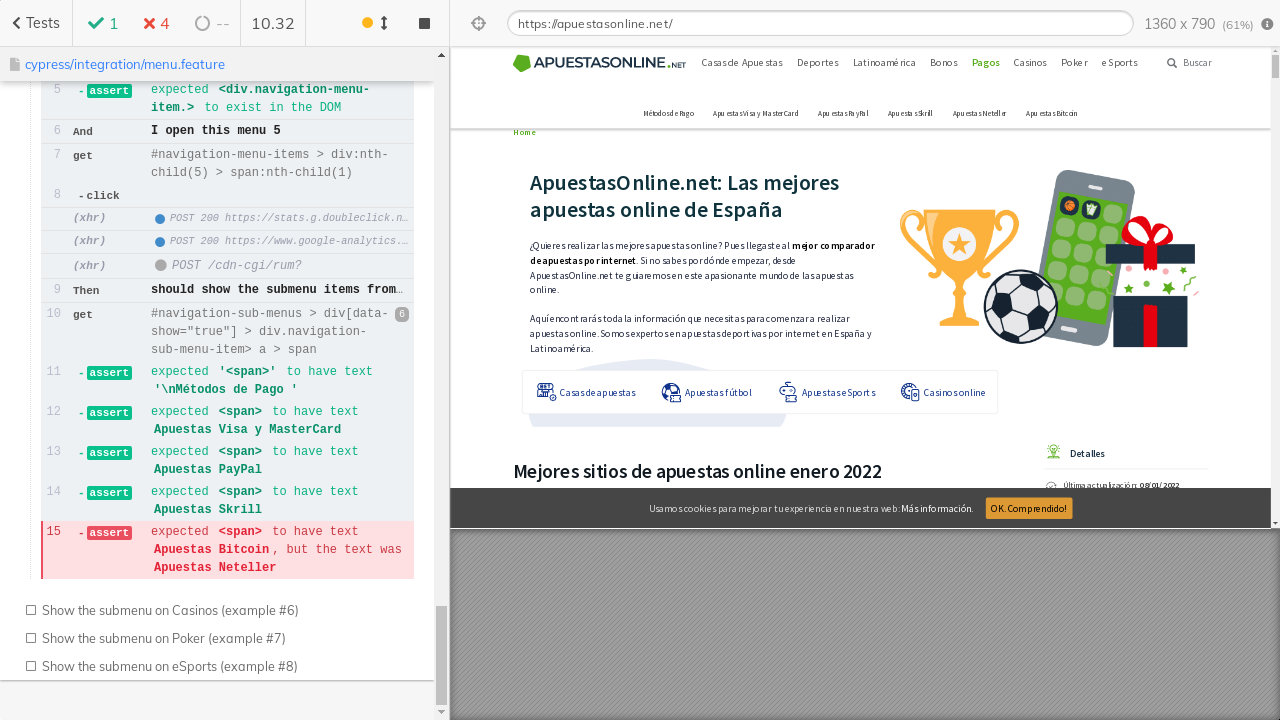 Tests
1
4
--
10.32
https://apuestasonline.net/
1360 x 790 (61%)
cypress/integration/menu.feature
5 - assert expected <div.navigation-menu-
item.> to exist in the DOM
6 And I open this menu 5
7 get #navigation-menu-items > div:nth-
child(5) > span:nth-child(1)
8 - click
(xhr) POST 200 https://stats.g.doubleclick.n…
(xhr) POST 200 https://www.google-analytics.…
(xhr) POST /cdn-cgi/rum?
9 Then should show the submenu items from…
10 get #navigation-sub-menus > div[data- 6
show="true"] > div.navigation-
sub-menu-item> a > span
11 - assert expected '<span>' to have text
'\nMétodos de Pago '
12 - assert expected <span> to have text
Apuestas Visa y MasterCard
13 - assert expected <span> to have text
Apuestas PayPal
14 - assert expected <span> to have text
Apuestas Skrill
15 - assert expected <span> to have text
Apuestas Bitcoin, but the text was
Apuestas Neteller
Show the submenu on Casinos (example #6)
Show the submenu on Poker (example #7)
Show the submenu on eSports (example #8)
APUESTASONLINE.NET
Casas de Apuestas Deportes Latinoamérica Bonos Pagos Casinos Poker eSports Buscar
Métodos de Pago Apuestas Visa y MasterCard Apuestas PayPal Apuestas Skrill Apuestas Neteller Apuestas Bitcoin
Home
ApuestasOnline.net: Las mejores
apuestas online de España
¿Quieres realizar las mejores apuestas online? Pues llegaste al mejor comparador
de apuestas por internet. Si no sabes por dónde empezar, desde
ApuestasOnline.net te guiaremos en este apasionante mundo de las apuestas
online.
Aquí encontrarás toda la información que necesitas para comenzar a realizar
apuestas online. Somos expertos en apuestas deportivas por internet en España y
Latinoamérica.
Casas de apuestas Apuestas fútbol Apuestas eSports Casinos online
Detalles
Mejores sitios de apuestas online enero 2022
Última actualización: 08/01/2022
Usamos cookies para mejorar tu experiencia en nuestra web: Más información. OK. Comprendido!